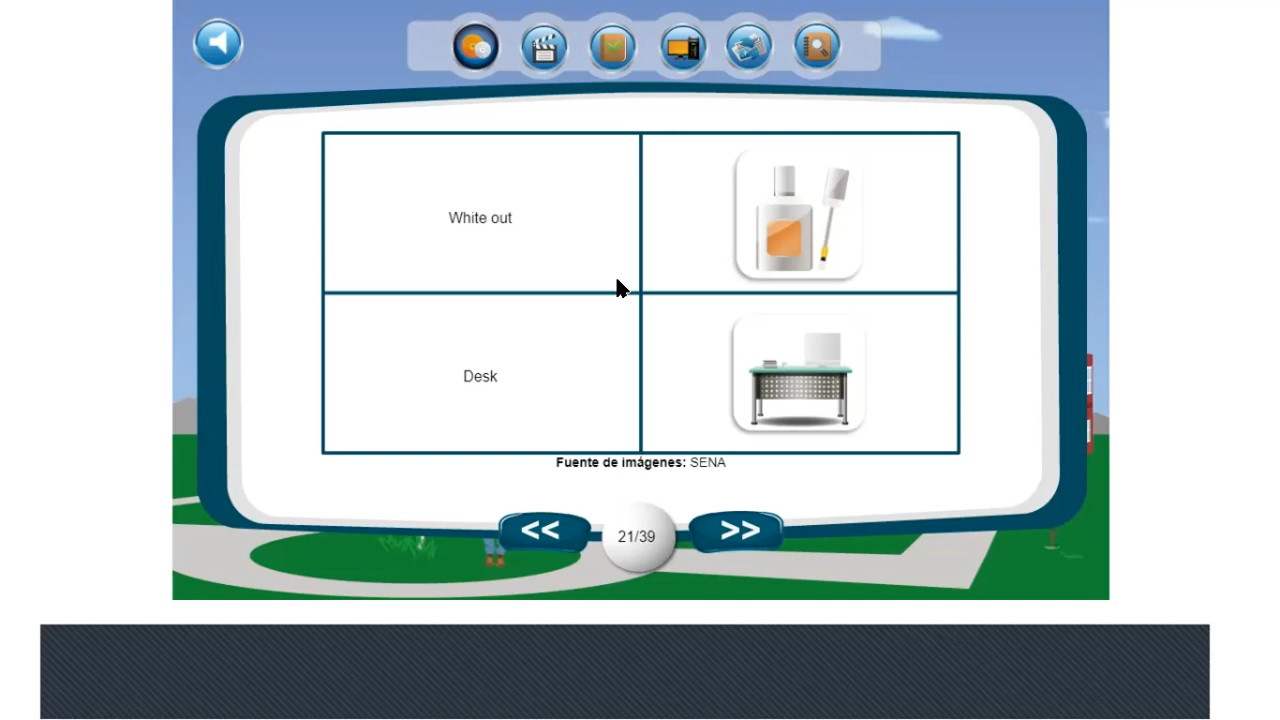 White out
Desk
Fuente de imágenes: SENA
<< 21/39 >>